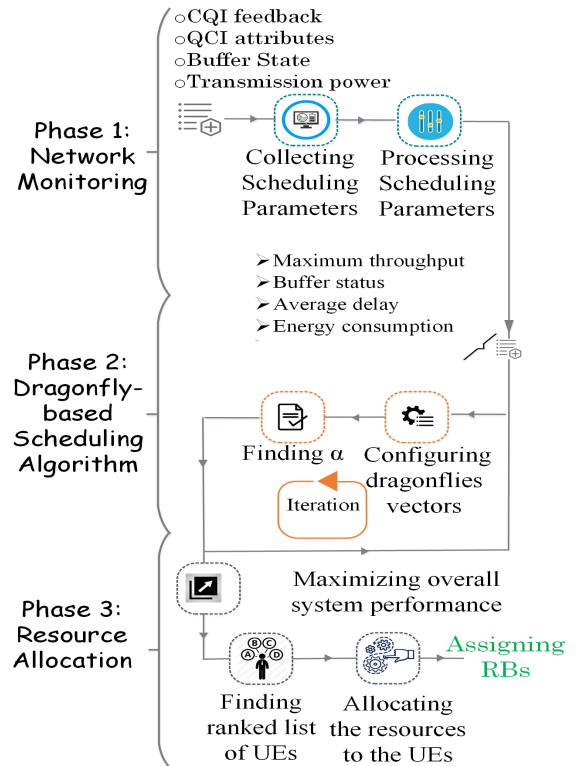 ○CQI feedback
○QCI attributes
○Buffer State
○Transmission power
Phase 1:
Network
Monitoring
Collecting
Scheduling
Parameters
Processing
Scheduling
Parameters
➢Maximum throughput
➢Buffer status
➢Average delay
➢Energy consumption
Phase 2:
Dragonfly-
based
Scheduling
Algorithm
Finding α
Configuring
dragonflies
vectors
Iteration
Phase 3:
Resource
Allocation
Maximizing overall
system performance
A B C D
Assigning
RBs
Finding
ranked list
of UEs
Allocating
the resources
to the UEs